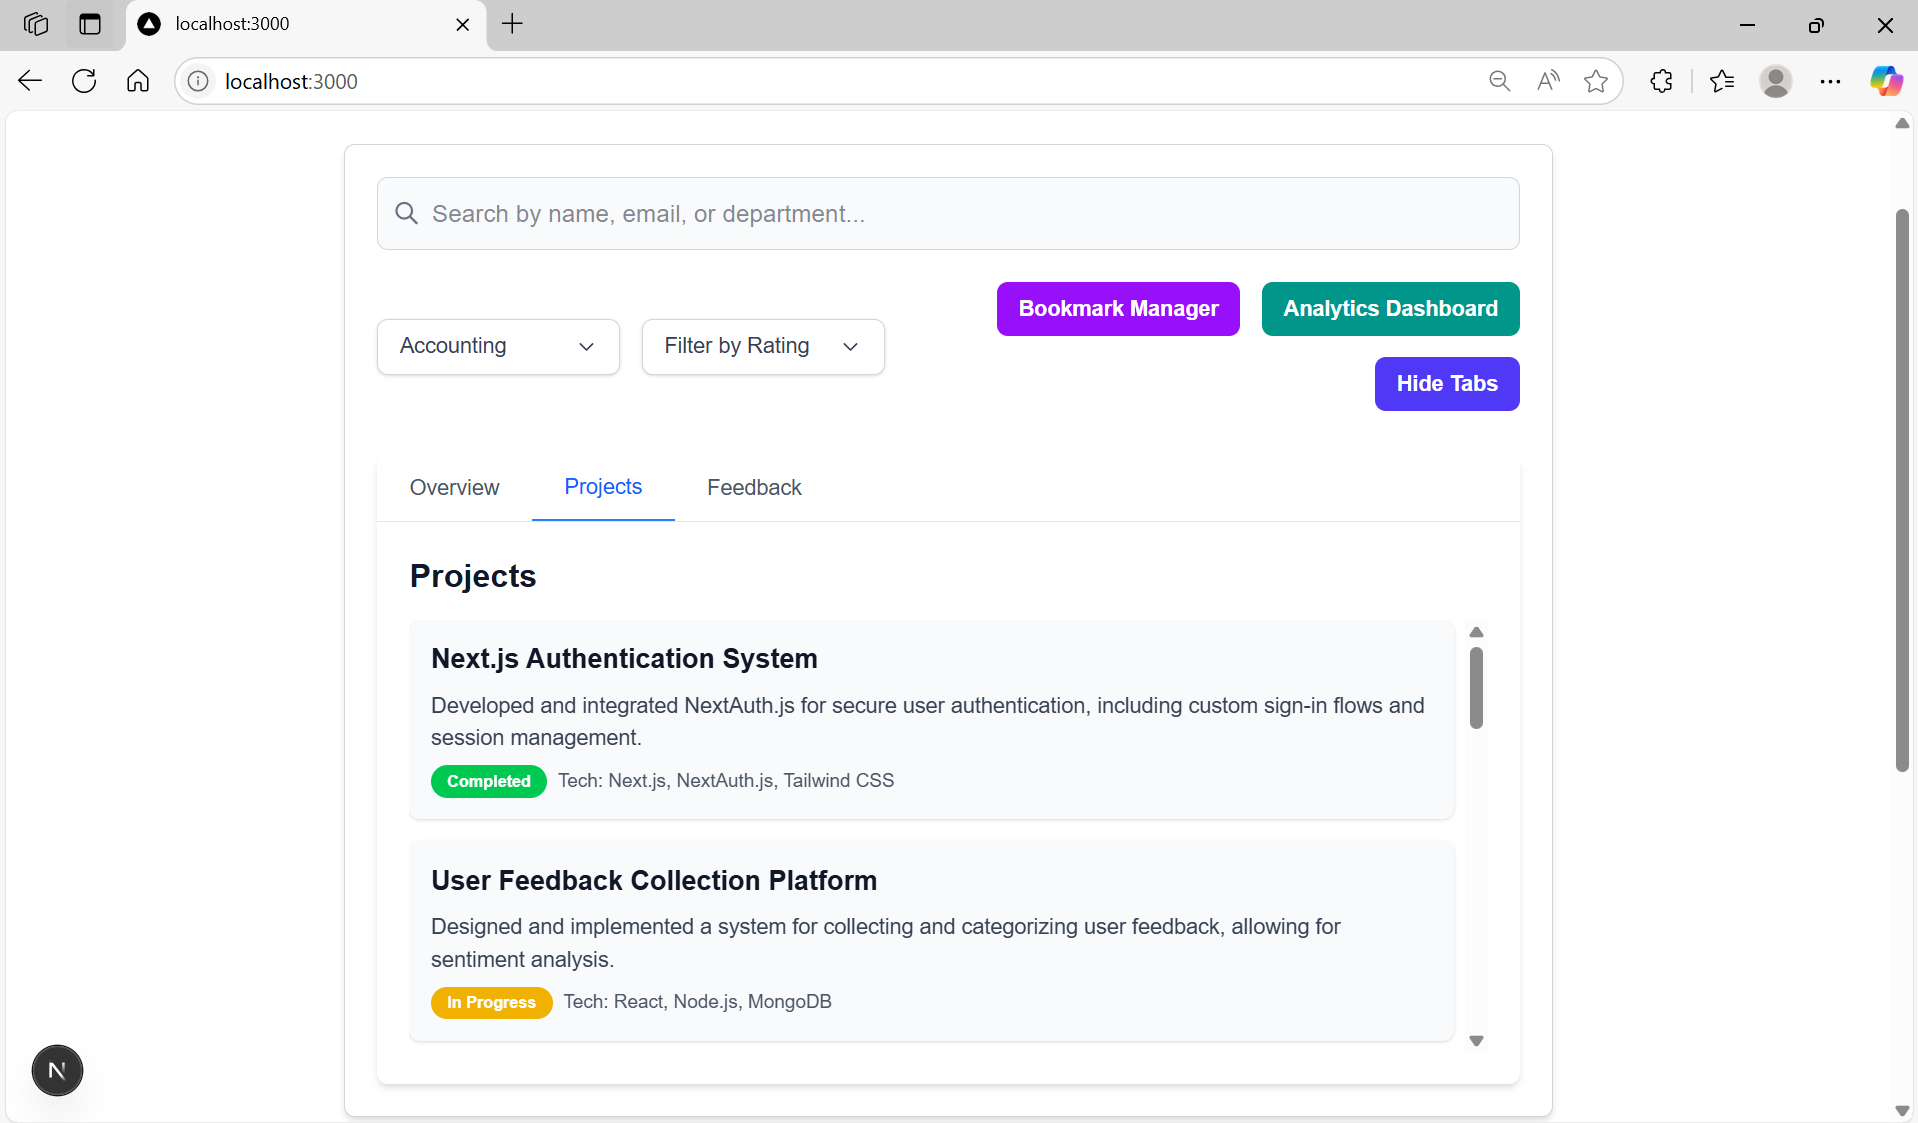 localhost:3000
localhost:3000
Search by name, email, or department...
Bookmark Manager
Analytics Dashboard
Accounting
Filter by Rating
Hide Tabs
Overview
Projects
Feedback
Projects
Next.js Authentication System
Developed and integrated NextAuth.js for secure user authentication, including custom sign-in flows and
session management.
Completed
Tech: Next.js, NextAuth.js, Tailwind CSS
User Feedback Collection Platform
Designed and implemented a system for collecting and categorizing user feedback, allowing for
sentiment analysis.
In Progress
Tech: React, Node.js, MongoDB
N